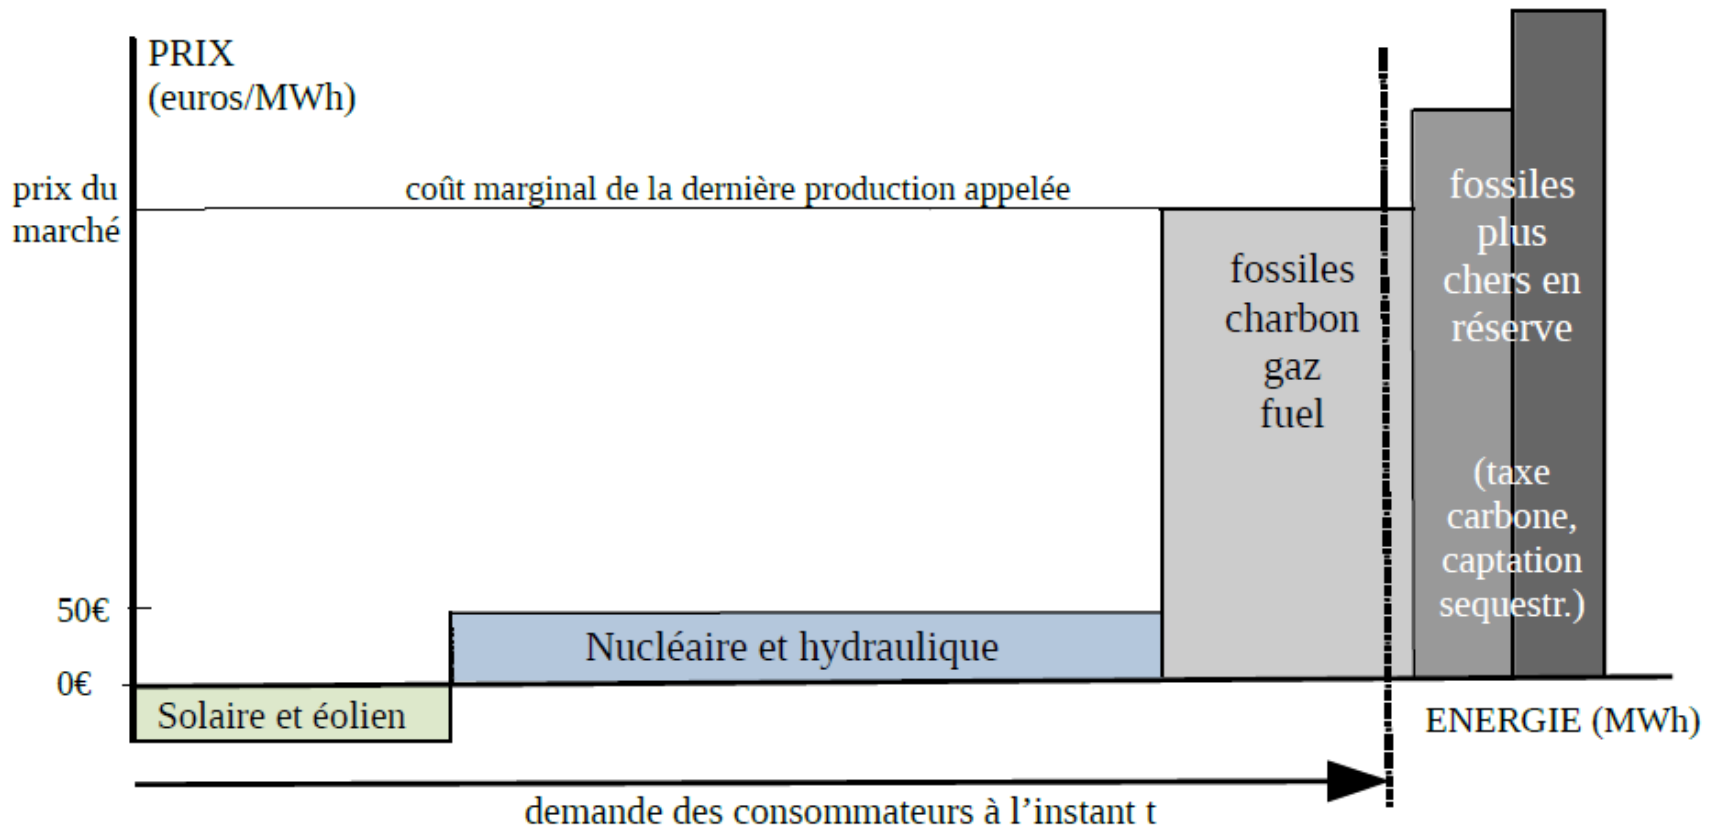 PRIX
(euros/MWh)
prix du
marché
coût marginal de la dernière production appelée
fossiles
charbon
gaz
fuel
fossiles
plus
chers en
réserve
(taxe
carbone,
captation
sequestr.)
50€
0€
Nucléaire et hydraulique
Solaire et éolien
ENERGIE (MWh)
demande des consommateurs à l’instant t